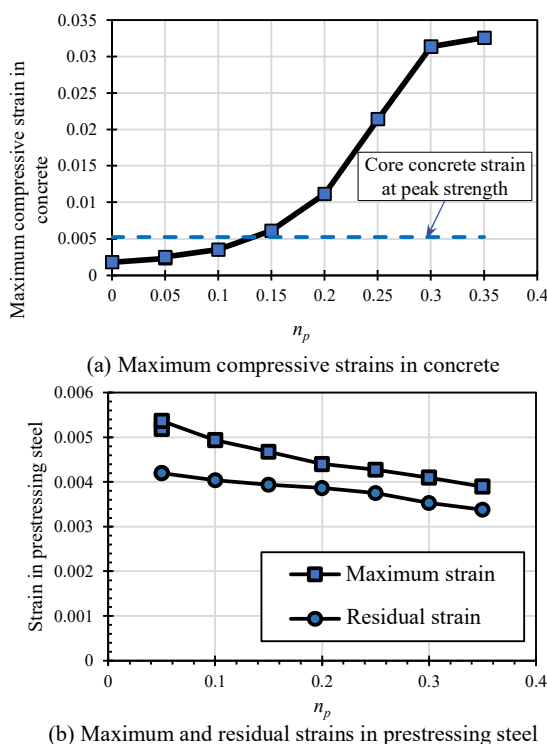 0.035
0.03
0.025
0.02
0.015
0.01
0.005
0
Maximum compressive strain in
concrete
Core concrete strain
at peak strength
0 0.05 0.1 0.15 0.2 0.25 0.3 0.35 0.4
n_p
(a) Maximum compressive strains in concrete
0.006
0.005
0.004
0.003
0.002
0.001
0
Strain in prestressing steel
Maximum strain
Residual strain
0 0.1 0.2 0.3 0.4
n_p
(b) Maximum and residual strains in prestressing steel